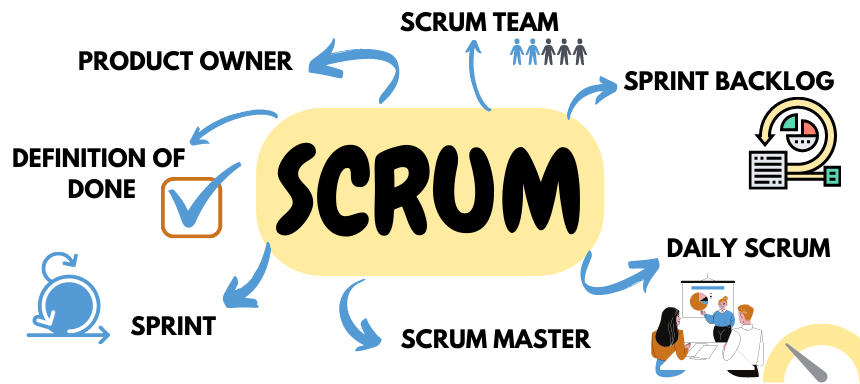 SCRUM TEAM
PRODUCT OWNER
SPRINT BACKLOG
DEFINITION OF
DONE
SCRUM
DAILY SCRUM
SPRINT
SCRUM MASTER